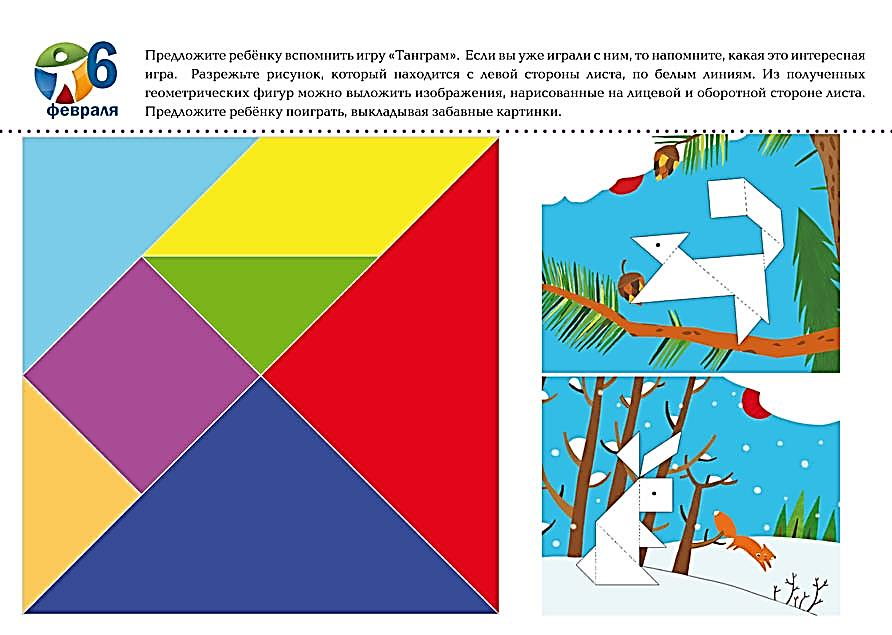 6
февраля
Предложите ребёнку вспомнить игру «Танграм». Если вы уже играли с ним, то напомните, какая это интересная
игра. Разрежьте рисунок, который находится с левой стороны листа, по белым линиям. Из полученных
геометрических фигур можно выложить изображения, нарисованные на лицевой и оборотной стороне листа.
Предложите ребёнку поиграть, выкладывая забавные картинки.